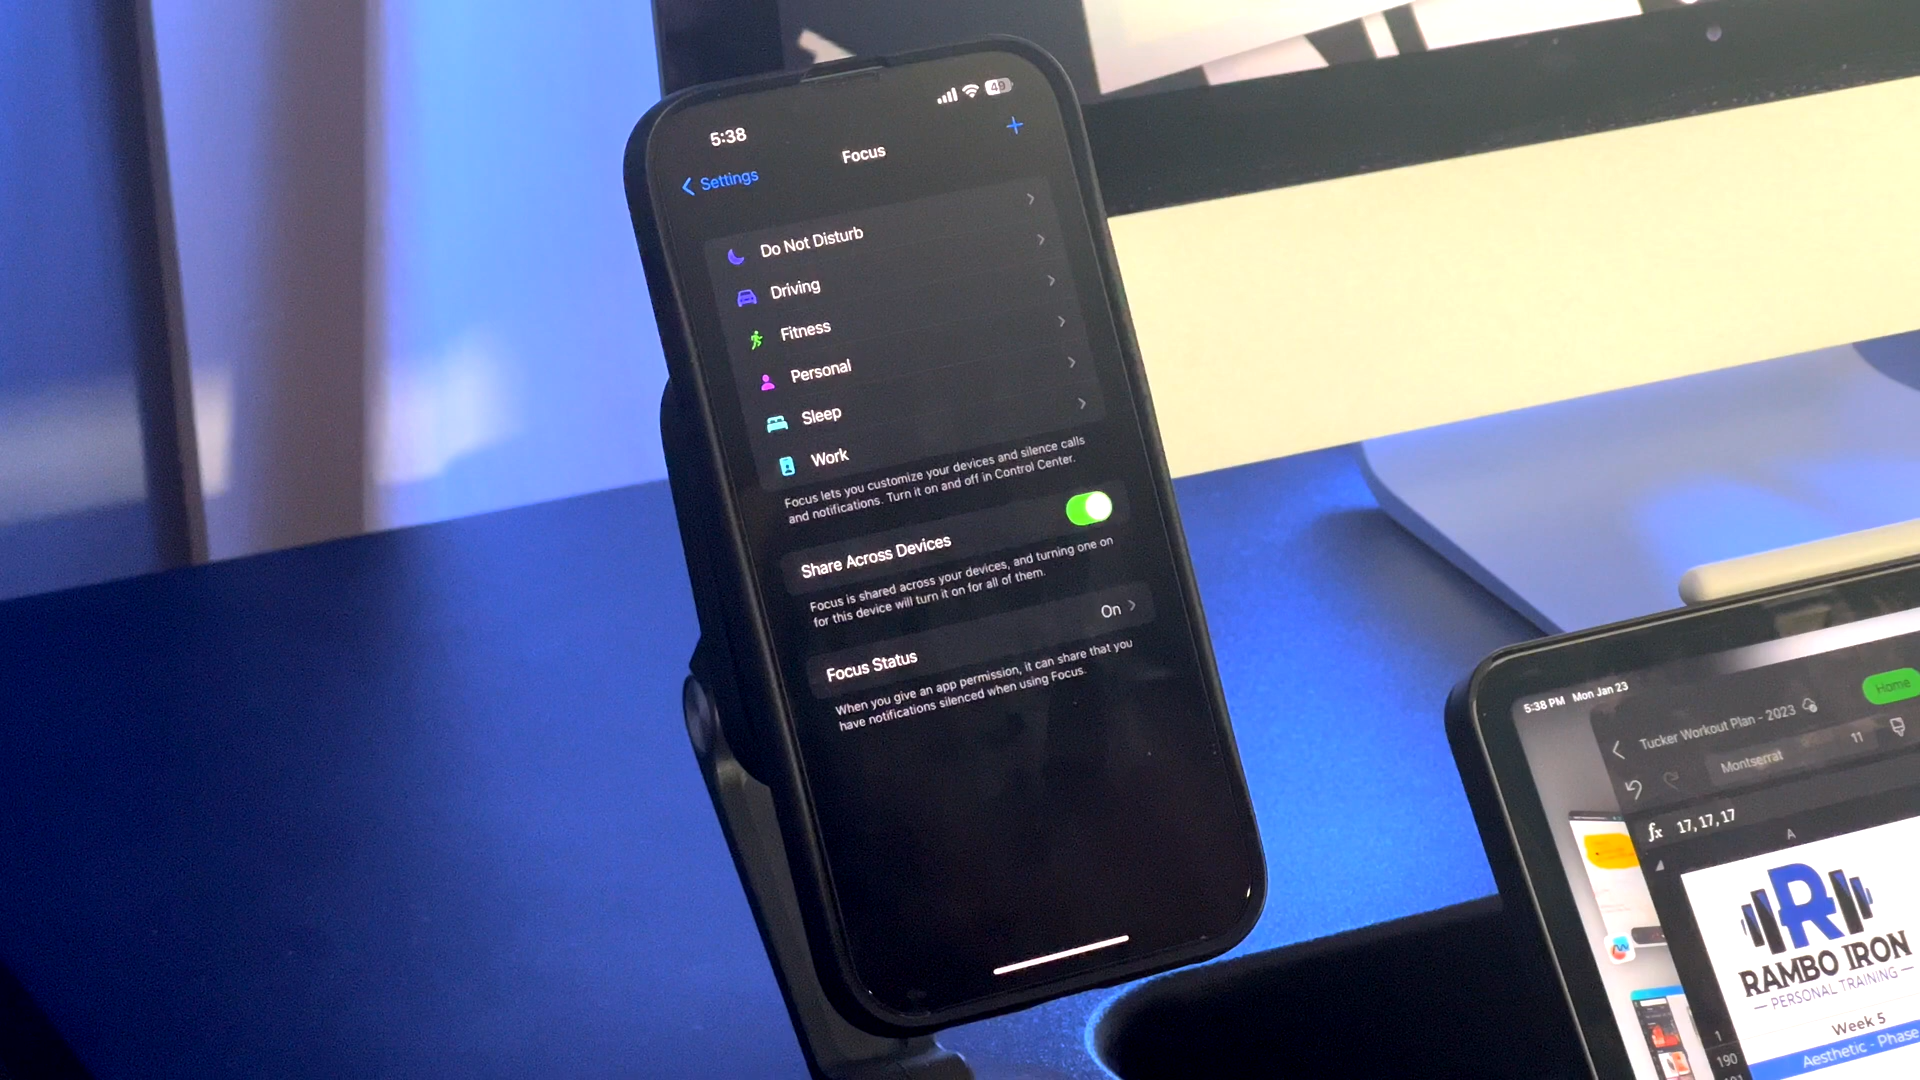 5:38
49
Settings
Focus
Do Not Disturb
Driving
Fitness
Personal
Sleep
Work
Focus lets you customize your devices and silence calls
and notifications. Turn it on and off in Control Center.
Share Across Devices
Focus is shared across your devices, and turning one on
for this device will turn it on for all of them.
Focus Status
On
When you give an app permission, it can share that you
have notifications silenced when using Focus.
5:38 PM Mon Jan 23
Tucker Workout Plan - 2023
Home
Montserrat
11
fx 17,17,17
A
RAMBO IRON
PERSONAL TRAINING
Week 5
Aesthetic - Phase
1
190